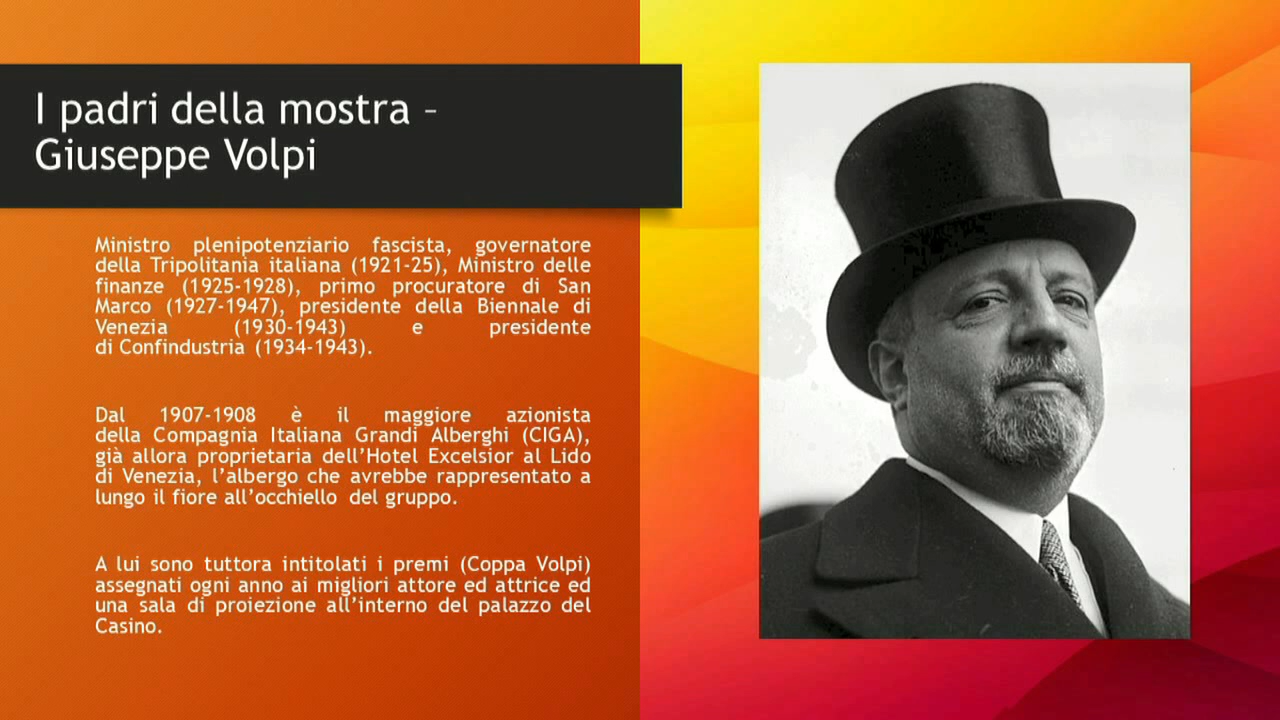 I padri della mostra –
Giuseppe Volpi
Ministro plenipotenziario fascista, governatore
della Tripolitania italiana (1921-25), Ministro delle
finanze (1925-1928), primo procuratore di San
Marco (1927-1947), presidente della Biennale di
Venezia (1930-1943) e presidente
di Confindustria (1934-1943).
Dal 1907-1908 è il maggiore azionista
della Compagnia Italiana Grandi Alberghi (CIGA),
già allora proprietaria dell’Hotel Excelsior al Lido
di Venezia, l’albergo che avrebbe rappresentato a
lungo il fiore all’occhiello del gruppo.
A lui sono tuttora intitolati i premi (Coppa Volpi)
assegnati ogni anno ai migliori attore ed attrice ed
una sala di proiezione all’interno del palazzo del
Casino.